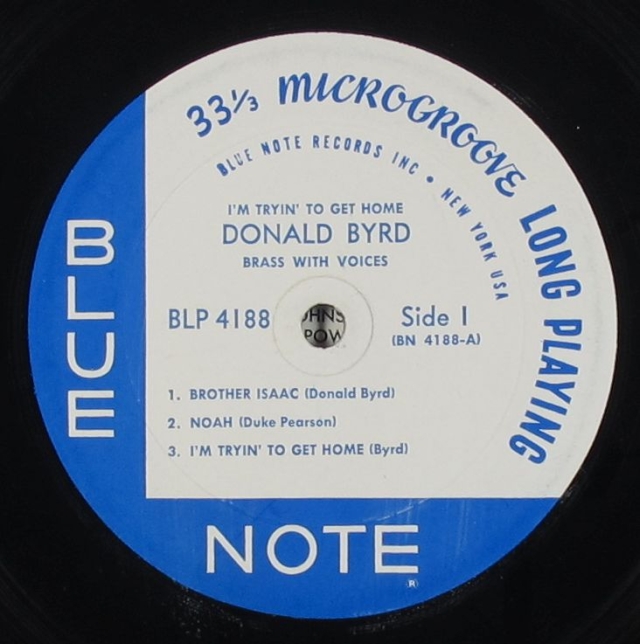 33⅓ MICROGROOVE LONG PLAYING
BLUE NOTE RECORDS INC • NEW YORK USA
I'M TRYIN' TO GET HOME
DONALD BYRD
BRASS WITH VOICES
BLP 4188
Side 1
(BN 4188-A)
1. BROTHER ISAAC (Donald Byrd)
2. NOAH (Duke Pearson)
3. I'M TRYIN' TO GET HOME (Byrd)
BLUE
NOTE
®